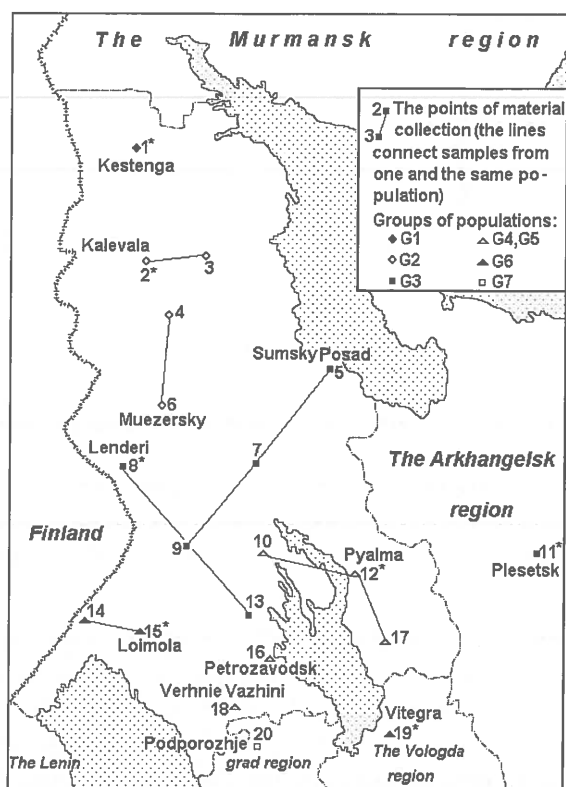 The Murmansk region
2 The points of material
3 collection (the lines
connect samples from
one and the same po-
pulation)
Groups of populations:
G1 G4,G5
G2 G6
G3 G7
1*
Kestenga
Kalevala
2* 3
4
Sumsky Posad
5
6
Muezersky
Lenderi
8* 7
The Arkhangelsk
region
Finland
9 10
Pyalma
12*
11*
Plesetsk
13
14
15*
Loimola
16
17
Petrozavodsk
Verhnie Vazhini
18
Vitegra
19*
20
Podporozhje
The Lenin grad region
The Vologda
region